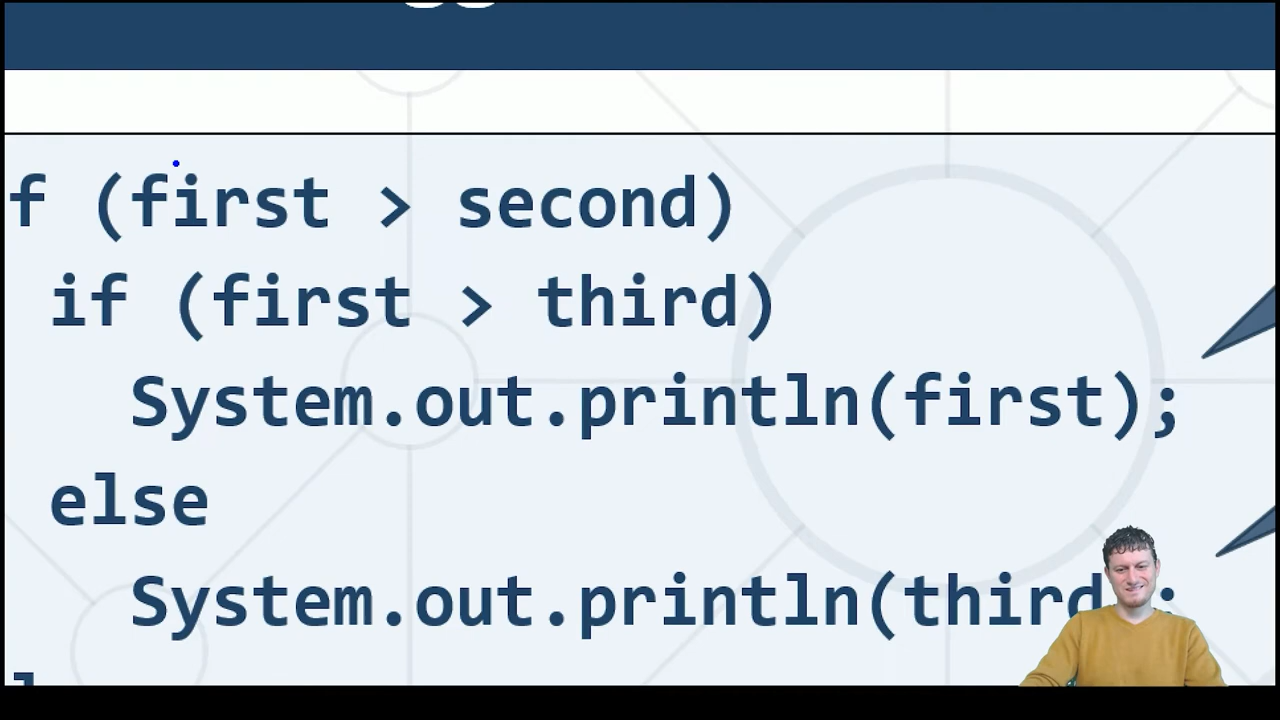 f (first > second)
if (first > third)
System.out.println(first);
else
System.out.println(third